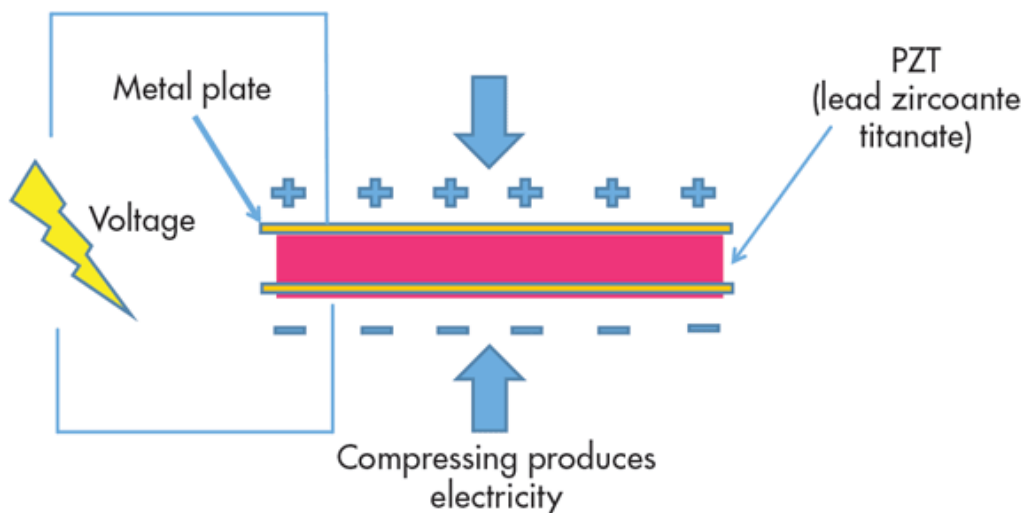 Metal plate
PZT
(lead zircoante
titanate)
Voltage
Compressing produces
electricity